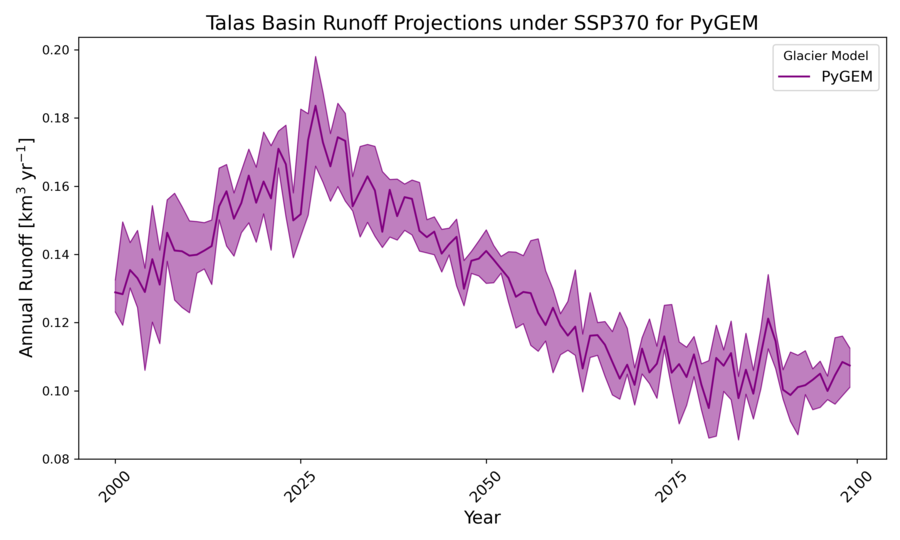 Talas Basin Runoff Projections under SSP370 for PyGEM
Glacier Model
PyGEM
Annual Runoff [km³ yr⁻¹]
0.20
0.18
0.16
0.14
0.12
0.10
0.08
2000
2025
2050
2075
2100
Year